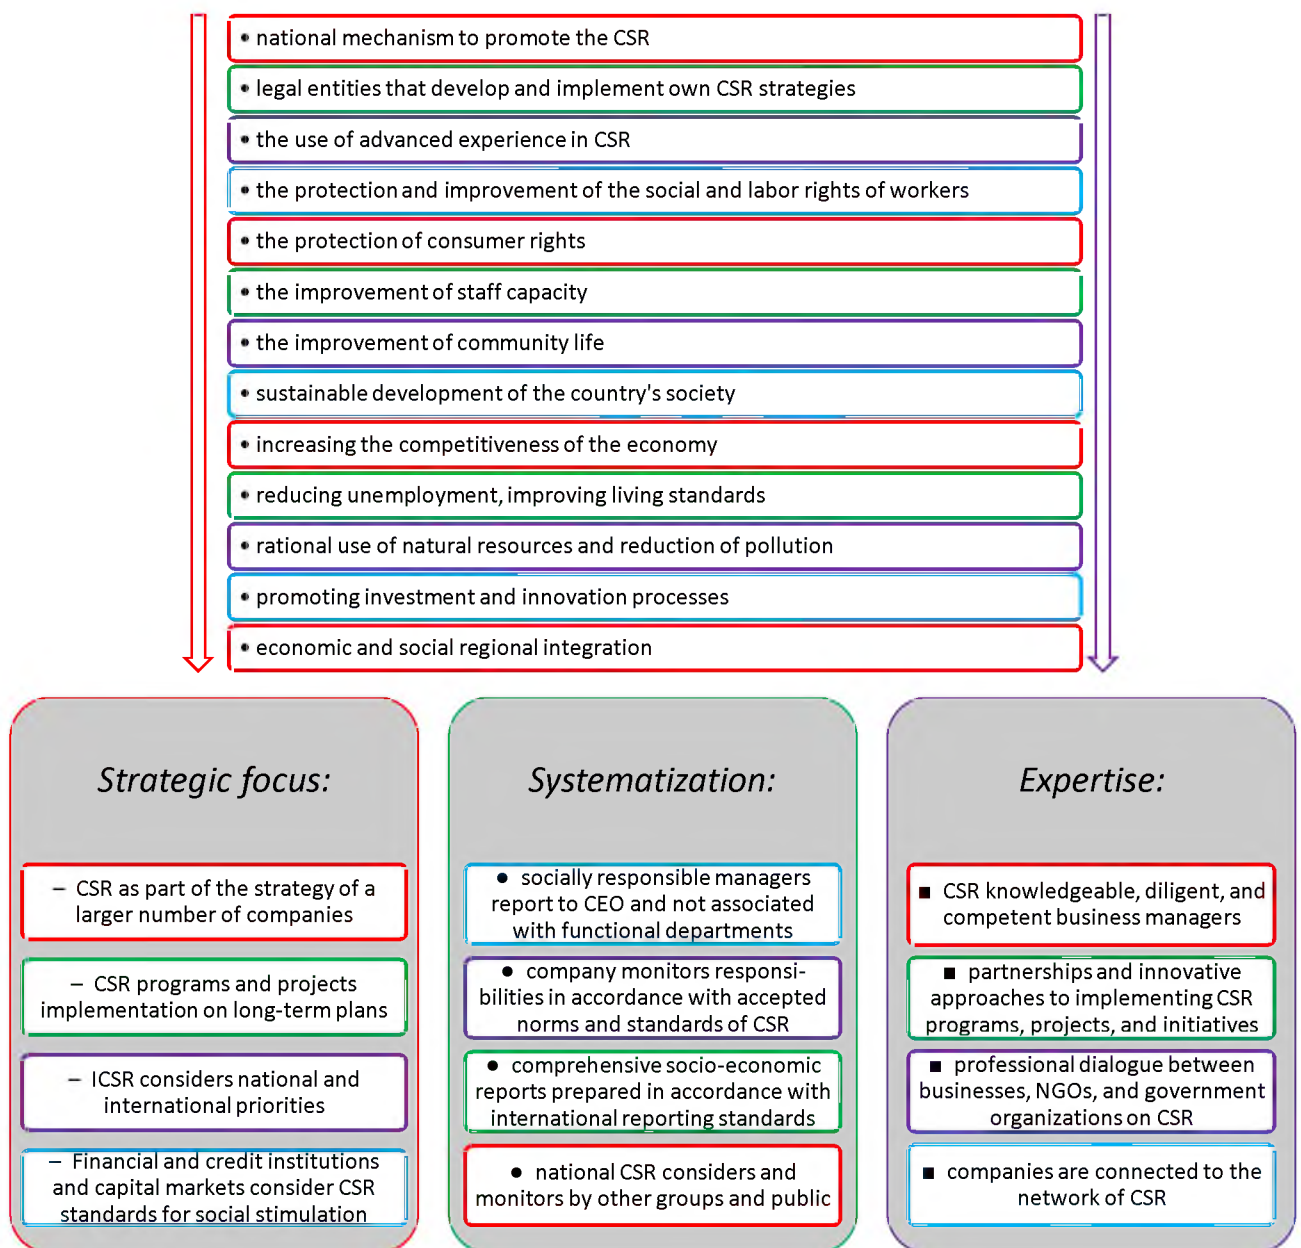 • national mechanism to promote the CSR
• legal entities that develop and implement own CSR strategies
• the use of advanced experience in CSR
• the protection and improvement of the social and labor rights of workers
• the protection of consumer rights
• the improvement of staff capacity
• the improvement of community life
• sustainable development of the country's society
• increasing the competitiveness of the economy
• reducing unemployment, improving living standards
• rational use of natural resources and reduction of pollution
• promoting investment and innovation processes
• economic and social regional integration
Strategic focus:
– CSR as part of the strategy of a
larger number of companies
– CSR programs and projects
implementation on long-term plans
– ICSR considers national and
international priorities
– Financial and credit institutions
and capital markets consider CSR
standards for social stimulation
Systematization:
• socially responsible managers
report to CEO and not associated
with functional departments
• company monitors responsi-
bilities in accordance with accepted
norms and standards of CSR
• comprehensive socio-economic
reports prepared in accordance with
international reporting standards
• national CSR considers and
monitors by other groups and public
Expertise:
■ CSR knowledgeable, diligent, and
competent business managers
■ partnerships and innovative
approaches to implementing CSR
programs, projects, and initiatives
■ professional dialogue between
businesses, NGOs, and government
organizations on CSR
■ companies are connected to the
network of CSR